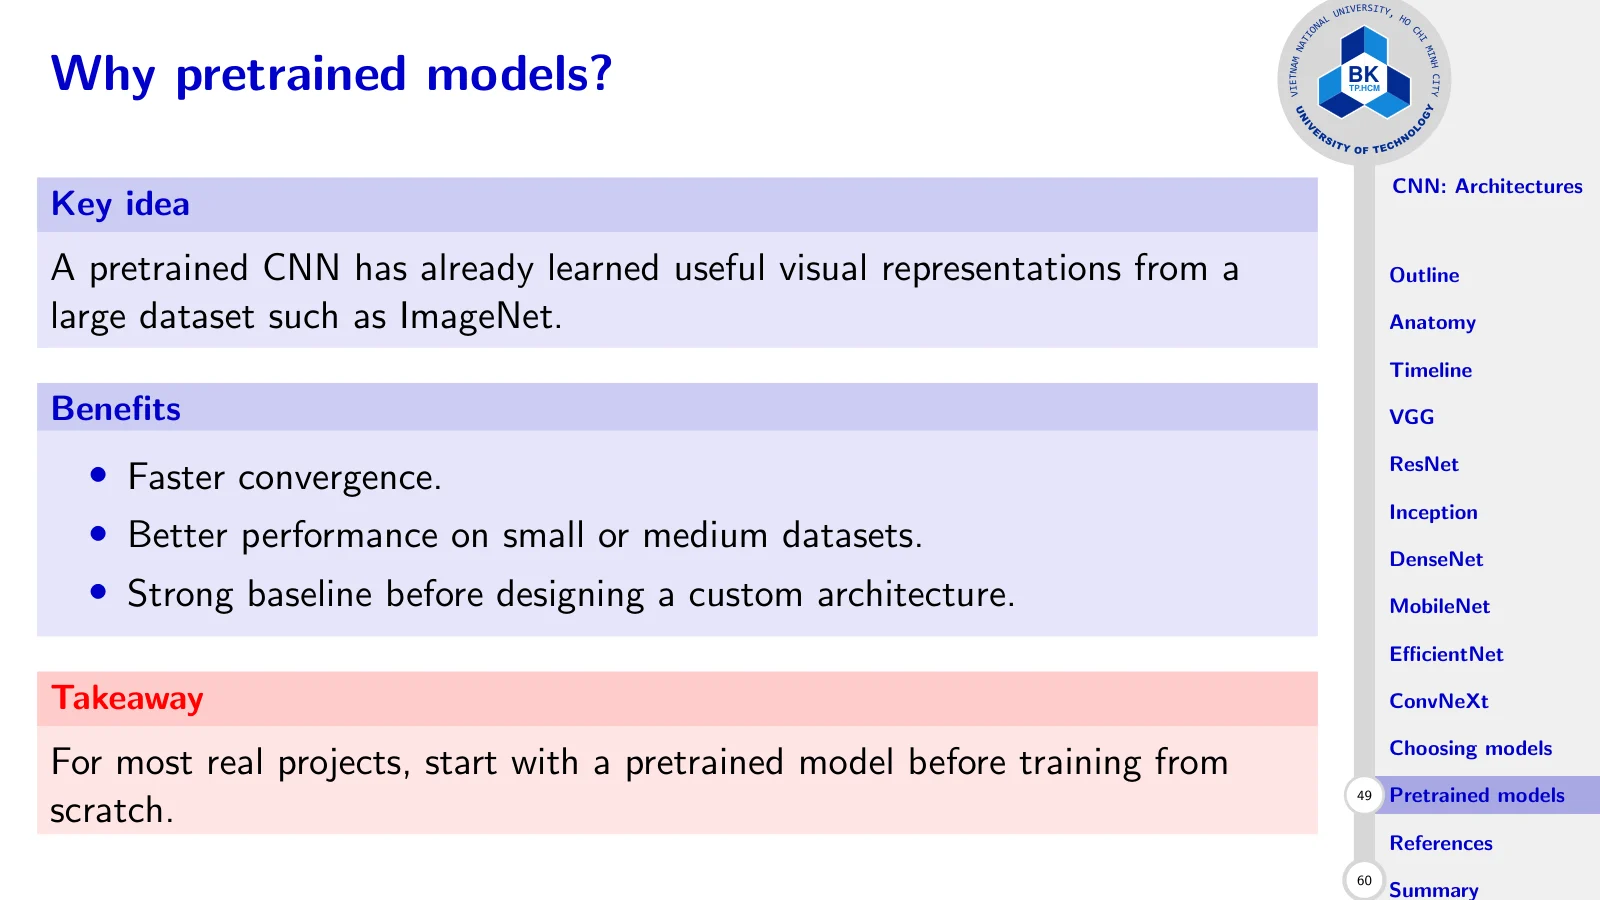 Why pretrained models?
Key idea
A pretrained CNN has already learned useful visual representations from a
large dataset such as ImageNet.
Benefits
• Faster convergence.
• Better performance on small or medium datasets.
• Strong baseline before designing a custom architecture.
Takeaway
For most real projects, start with a pretrained model before training from
scratch.
VIETNAM NATIONAL UNIVERSITY, HO CHI MINH CITY
BK
TP.HCM
UNIVERSITY OF TECHNOLOGY
CNN: Architectures
Outline
Anatomy
Timeline
VGG
ResNet
Inception
DenseNet
MobileNet
EfficientNet
ConvNeXt
Choosing models
49 Pretrained models
References
60 Summary